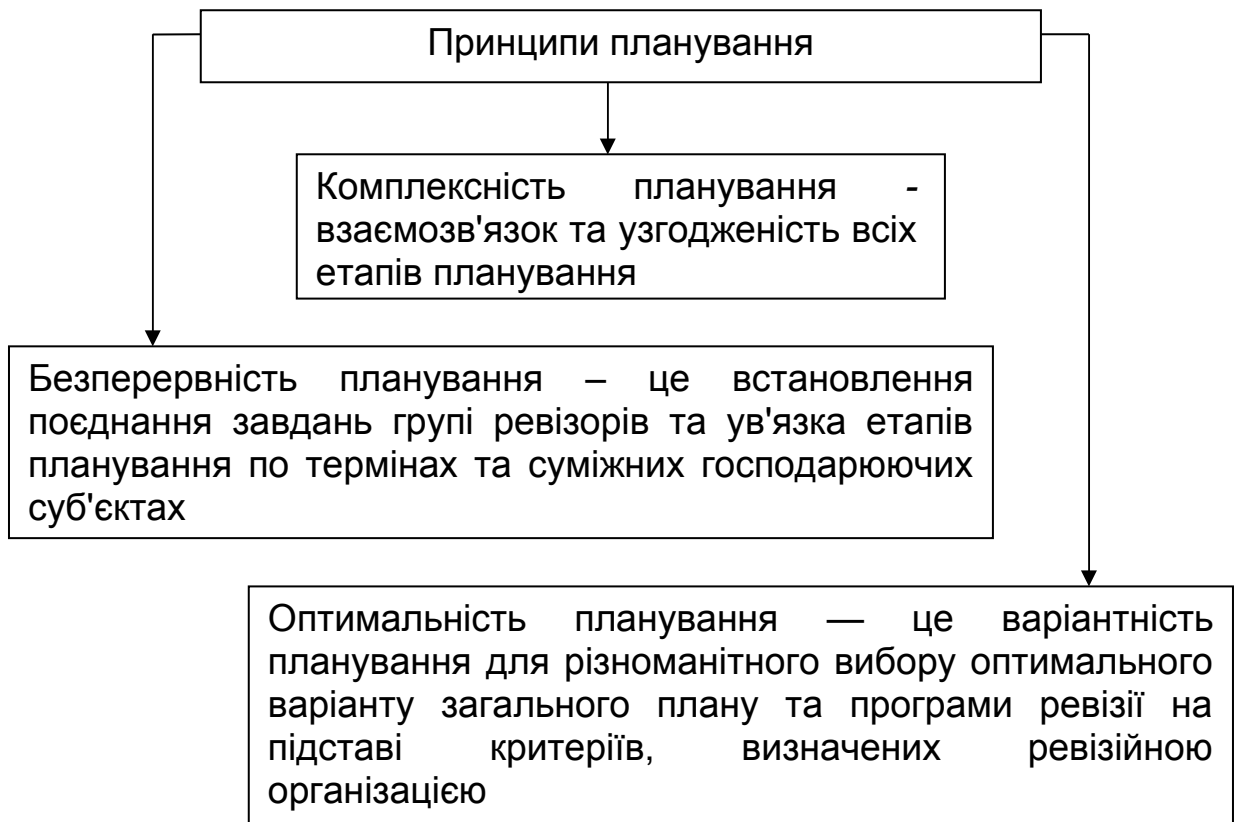 Принципи планування
Комплексність планування -
взаємозв'язок та узгодженість всіх
етапів планування
Безперервність планування – це встановлення
поєднання завдань групі ревізорів та ув'язка етапів
планування по термінах та суміжних господарюючих
суб'єктах
Оптимальність планування — це варіантність
планування для різноманітного вибору оптимального
варіанту загального плану та програми ревізії на
підставі критеріїв, визначених ревізійною
організацією